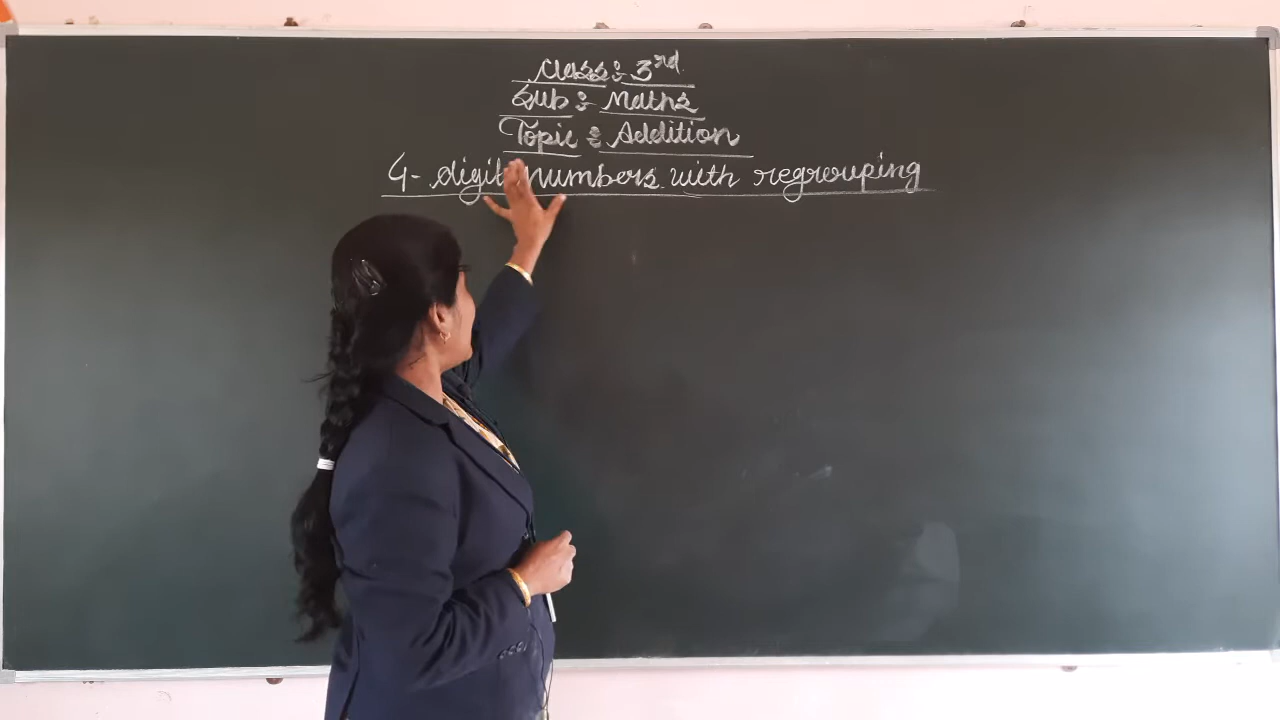 Class :- 3rd
Sub :- Maths
Topic :- Addition
4- digit numbers with regrouping